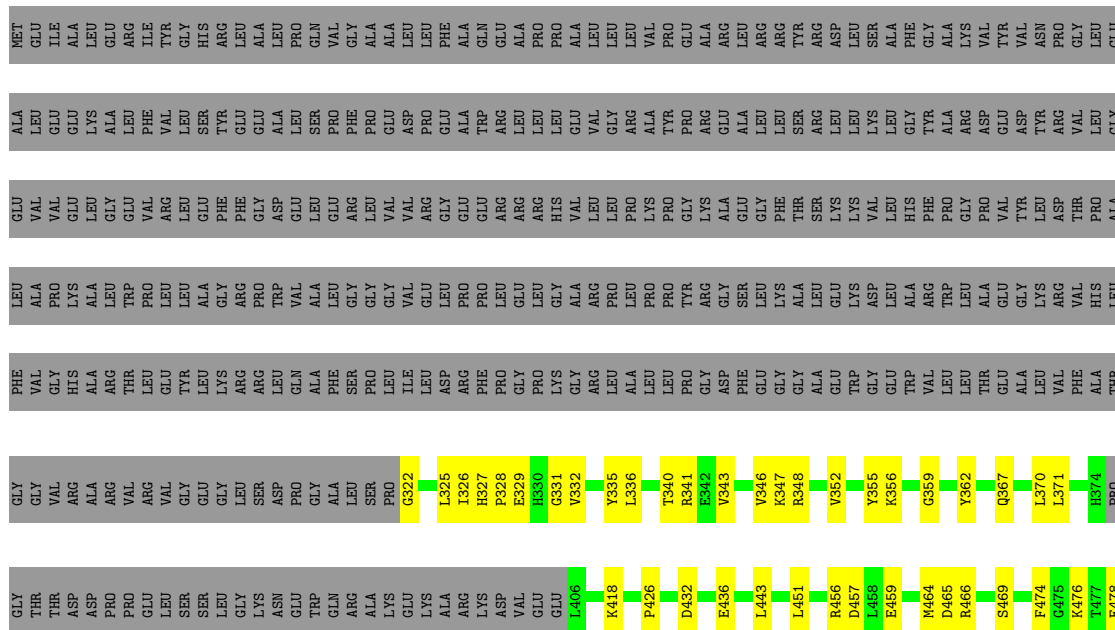 MET GLU ILE ALA LEU GLU ARG ILE TYR GLY HIS ARG LEU ALA LEU PRO GLN VAL GLY ALA ALA LEU LEU PHE ALA GLN GLU ALA PRO PRO ALA LEU LEU LEU VAL PRO GLU ALA ARG LEU ARG ARG TYR ARG ASP LEU SER ALA PHE GLY ALA LYS VAL TYR VAL ASN PRO GLY LEU GLU
ALA LEU GLU GLU LYS ALA LEU PHE VAL LEU SER TYR GLU GLU ALA LEU SER PRO PHE PRO GLU ASP PRO GLU ALA TRP ARG LEU LEU LEU GLU VAL GLY ARG ALA TYR PRO ARG GLU ALA LEU LEU SER ARG LEU LEU LYS LEU GLY TYR ALA ARG ASP GLU ASP TYR ARG VAL LEU GLY
GLU VAL VAL GLU LEU GLY GLU VAL ARG LEU GLU PHE PHE GLY ASP GLU LEU GLU ARG LEU VAL VAL ARG GLY GLU GLU ARG ARG ARG HIS VAL LEU LEU PRO LYS PRO GLY LYS ALA GLU GLY PHE THR SER LYS LYS VAL LEU HIS PHE PRO GLY PRO VAL TYR LEU ASP THR PRO ALA
LEU ALA PRO LYS ALA LEU TRP PRO LEU LEU ALA GLY ARG PRO TRP VAL ALA LEU GLY GLY GLY VAL GLU LEU PRO PRO LEU GLU LEU GLY ALA ARG PRO LEU PRO PRO TYR ARG GLY SER LEU LYS ALA LEU GLU LYS ASP LEU ALA ARG TRP LEU ALA GLU GLY LYS ARG VAL HIS LEU
PHE VAL GLY HIS ALA ARG THR LEU GLU TYR LEU LYS ARG ARG LEU GLN ALA PHE SER PRO LEU ILE LEU ASP ARG PHE PRO GLY PRO LYS GLY ARG LEU ALA LEU LEU PRO GLY ASP PHE GLU GLY GLY ALA GLU TRP GLY GLU TRP VAL LEU LEU THR GLU ALA LEU VAL PHE ALA THR
GLY GLY VAL ARG ALA ARG VAL ARG VAL GLY GLU GLY LEU SER ASP PRO GLY ALA LEU SER PRO G322 L325 I326 H327 P328 E329 H330 G331 V332 Y335 L336 T340 R341 E342 V343 V346 K347 R348 V352 Y355 K356 G359 Y362 Q367 L370 L371 H374 PRO
GLY THR THR ASP ASP PRO PRO GLU LEU SER SER LEU GLY LYS ASN GLU TRP GLN ARG ALA LYS GLU LYS ALA ARG LYS ASP VAL GLU GLU L406 K418 P426 D432 E436 L443 L451 R456 D457 L458 E459 M464 D465 R466 S469 F474 G475 K476 T477